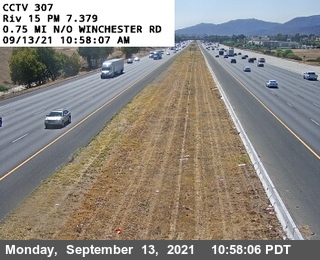 CCTV 307
Riv 15 PM 7.379
0.75 MI N/O WINCHESTER RD
09/13/21 10:58:07 AM
Monday, September 13, 2021 10:58:06 PDT